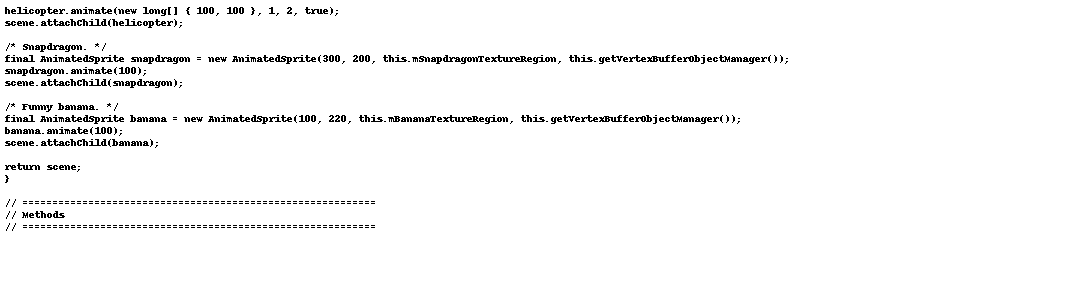 helicopter.animate(new long[] { 100, 100 }, 1, 2, true);
scene.attachChild(helicopter);
/* Snapdragon. */
final AnimatedSprite snapdragon = new AnimatedSprite(300, 200, this.mSnapdragonTextureRegion, this.getVertexBufferObjectManager());
snapdragon.animate(100);
scene.attachChild(snapdragon);
/* Funny banana. */
final AnimatedSprite banana = new AnimatedSprite(100, 220, this.mBananaTextureRegion, this.getVertexBufferObjectManager());
banana.animate(100);
scene.attachChild(banana);
return scene;
}
// ===========================================================
// Methods
// ===========================================================